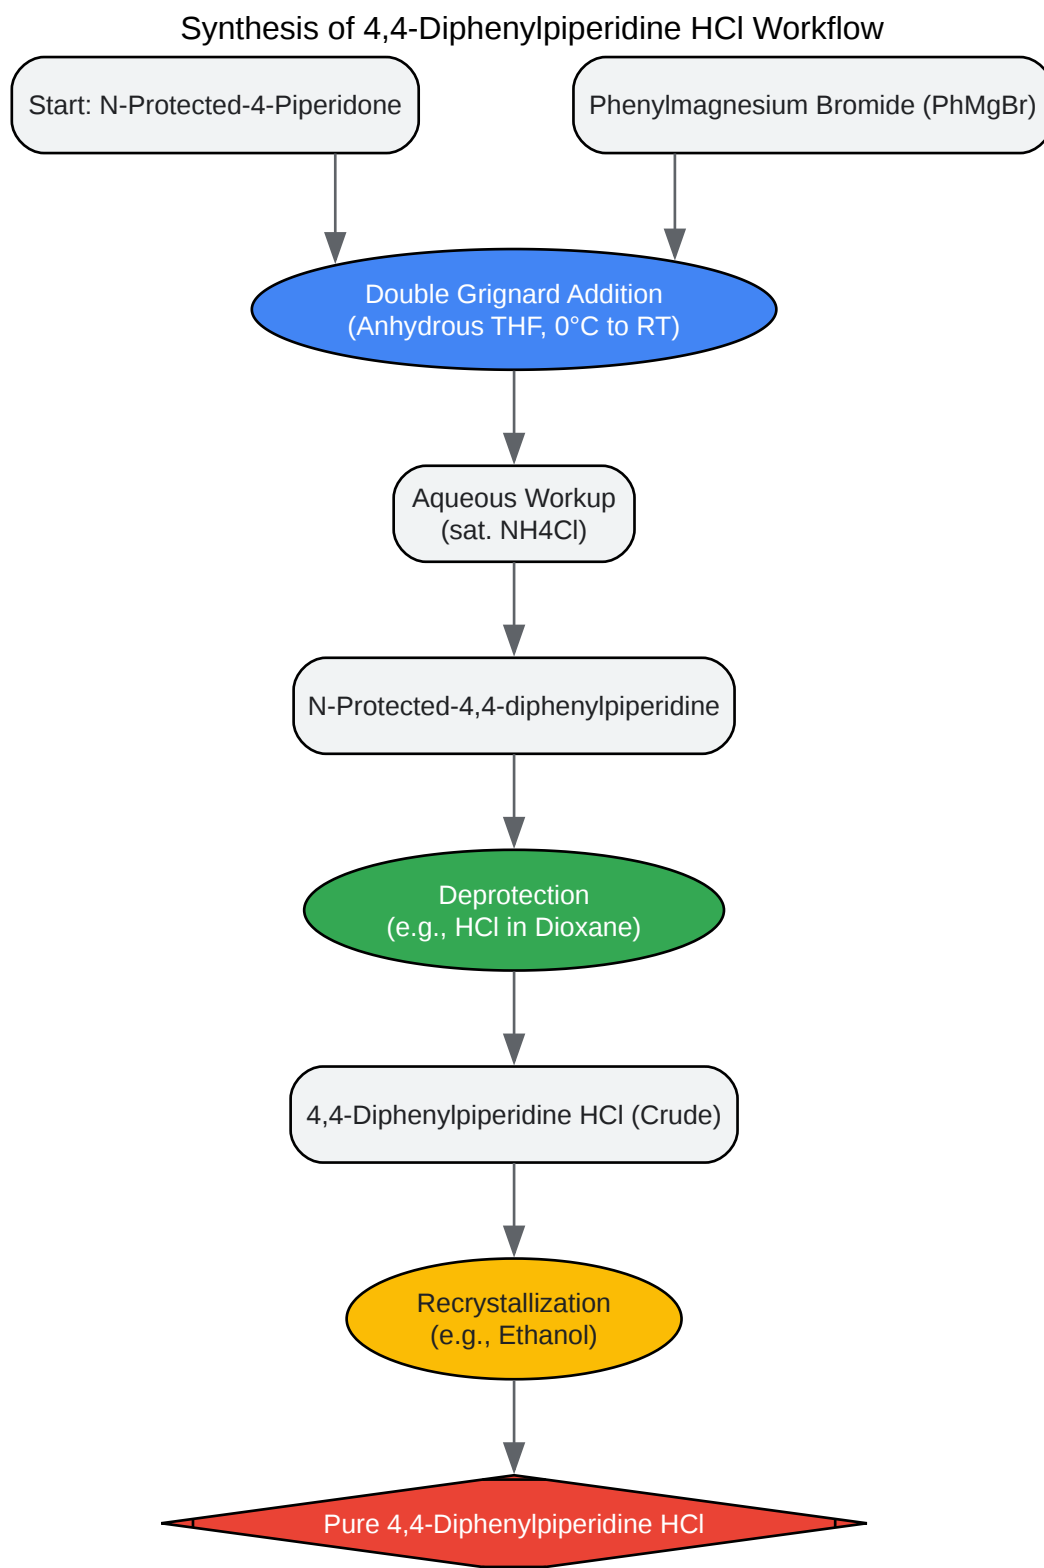 Synthesis of 4,4-Diphenylpiperidine HCl Workflow
Start: N-Protected-4-Piperidone
Phenylmagnesium Bromide (PhMgBr)
Double Grignard Addition
(Anhydrous THF, 0°C to RT)
Aqueous Workup
(sat. NH4Cl)
N-Protected-4,4-diphenylpiperidine
Deprotection
(e.g., HCl in Dioxane)
4,4-Diphenylpiperidine HCl (Crude)
Recrystallization
(e.g., Ethanol)
Pure 4,4-Diphenylpiperidine HCl